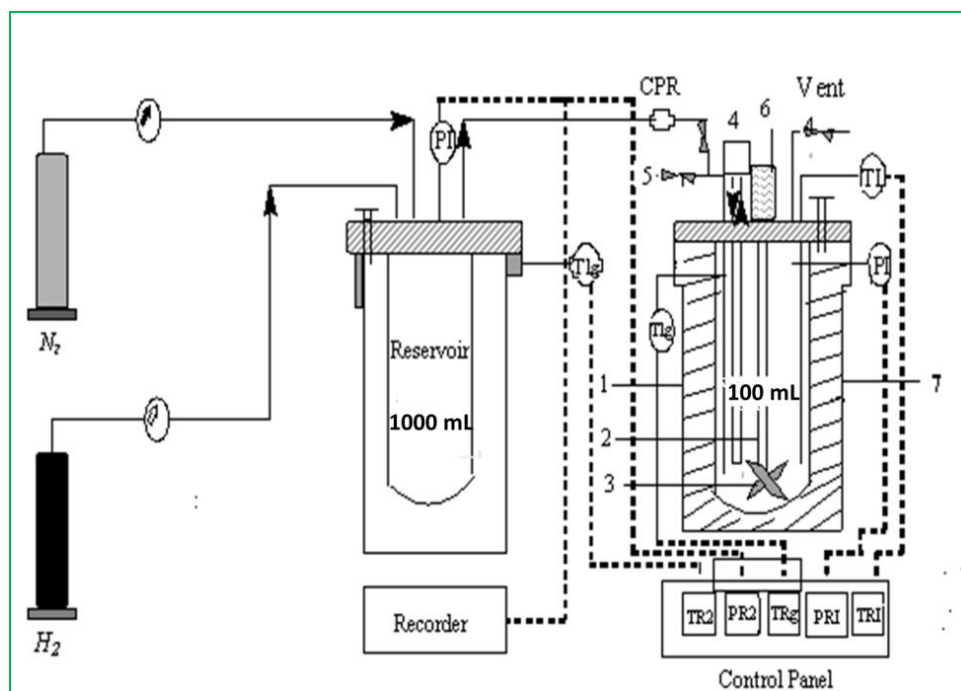 CPR
4
6
Vent
PI
5
TI
TIg
PI
TIg
N₂
Reservoir
1000 mL
1
100 mL
7
2
3
H₂
Recorder
TR2
PR2
TRg
PRI
TRI
Control Panel